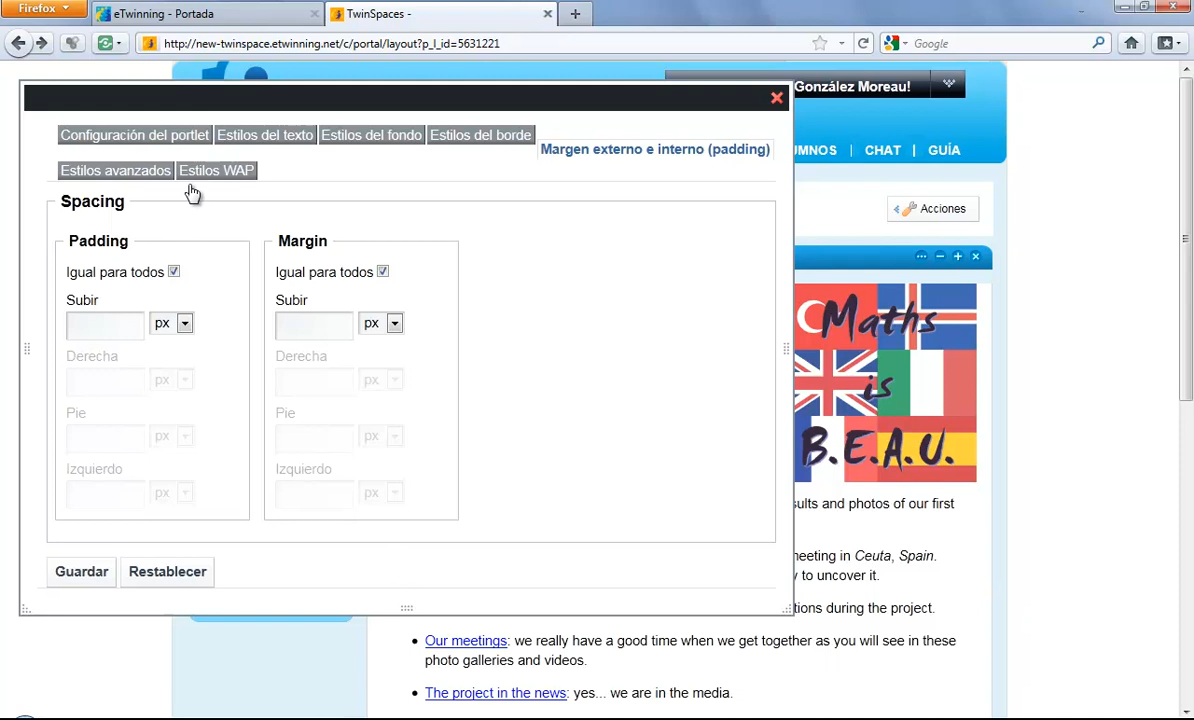 Firefox
eTwinning - Portada
TwinSpaces -
http://new-twinspace.etwinning.net/c/portal/layout?p_l_id=5631221
Google
González Moreau!
Configuración del portlet
Estilos del texto
Estilos del fondo
Estilos del borde
Margen externo e interno (padding)
CHAT | GUÍA
Estilos avanzados
Estilos WAP
Acciones
Spacing
Padding
Margin
Igual para todos
Igual para todos
Subir
Subir
px
px
Derecha
Derecha
px
px
Pie
Pie
px
px
Izquierdo
Izquierdo
px
px
Maths
is
B.E.A.U.
and photos of our first
in Ceuta, Spain.
to uncover it.
during the project.
Guardar
Restablecer
Our meetings: we really have a good time when we get together as you will see in these
photo galleries and videos.
The project in the news: yes... we are in the media.